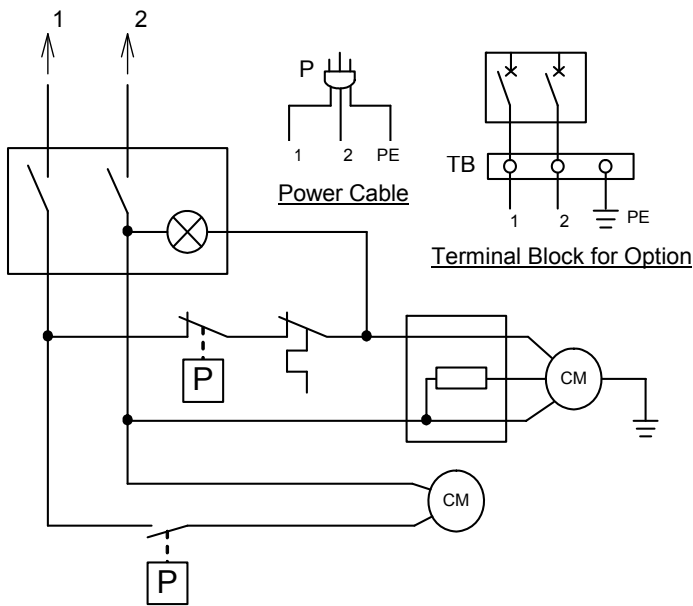 1 2
P
1 2 PE
Power Cable
TB
1 2 PE
Terminal Block for Option
P
CM
CM
P